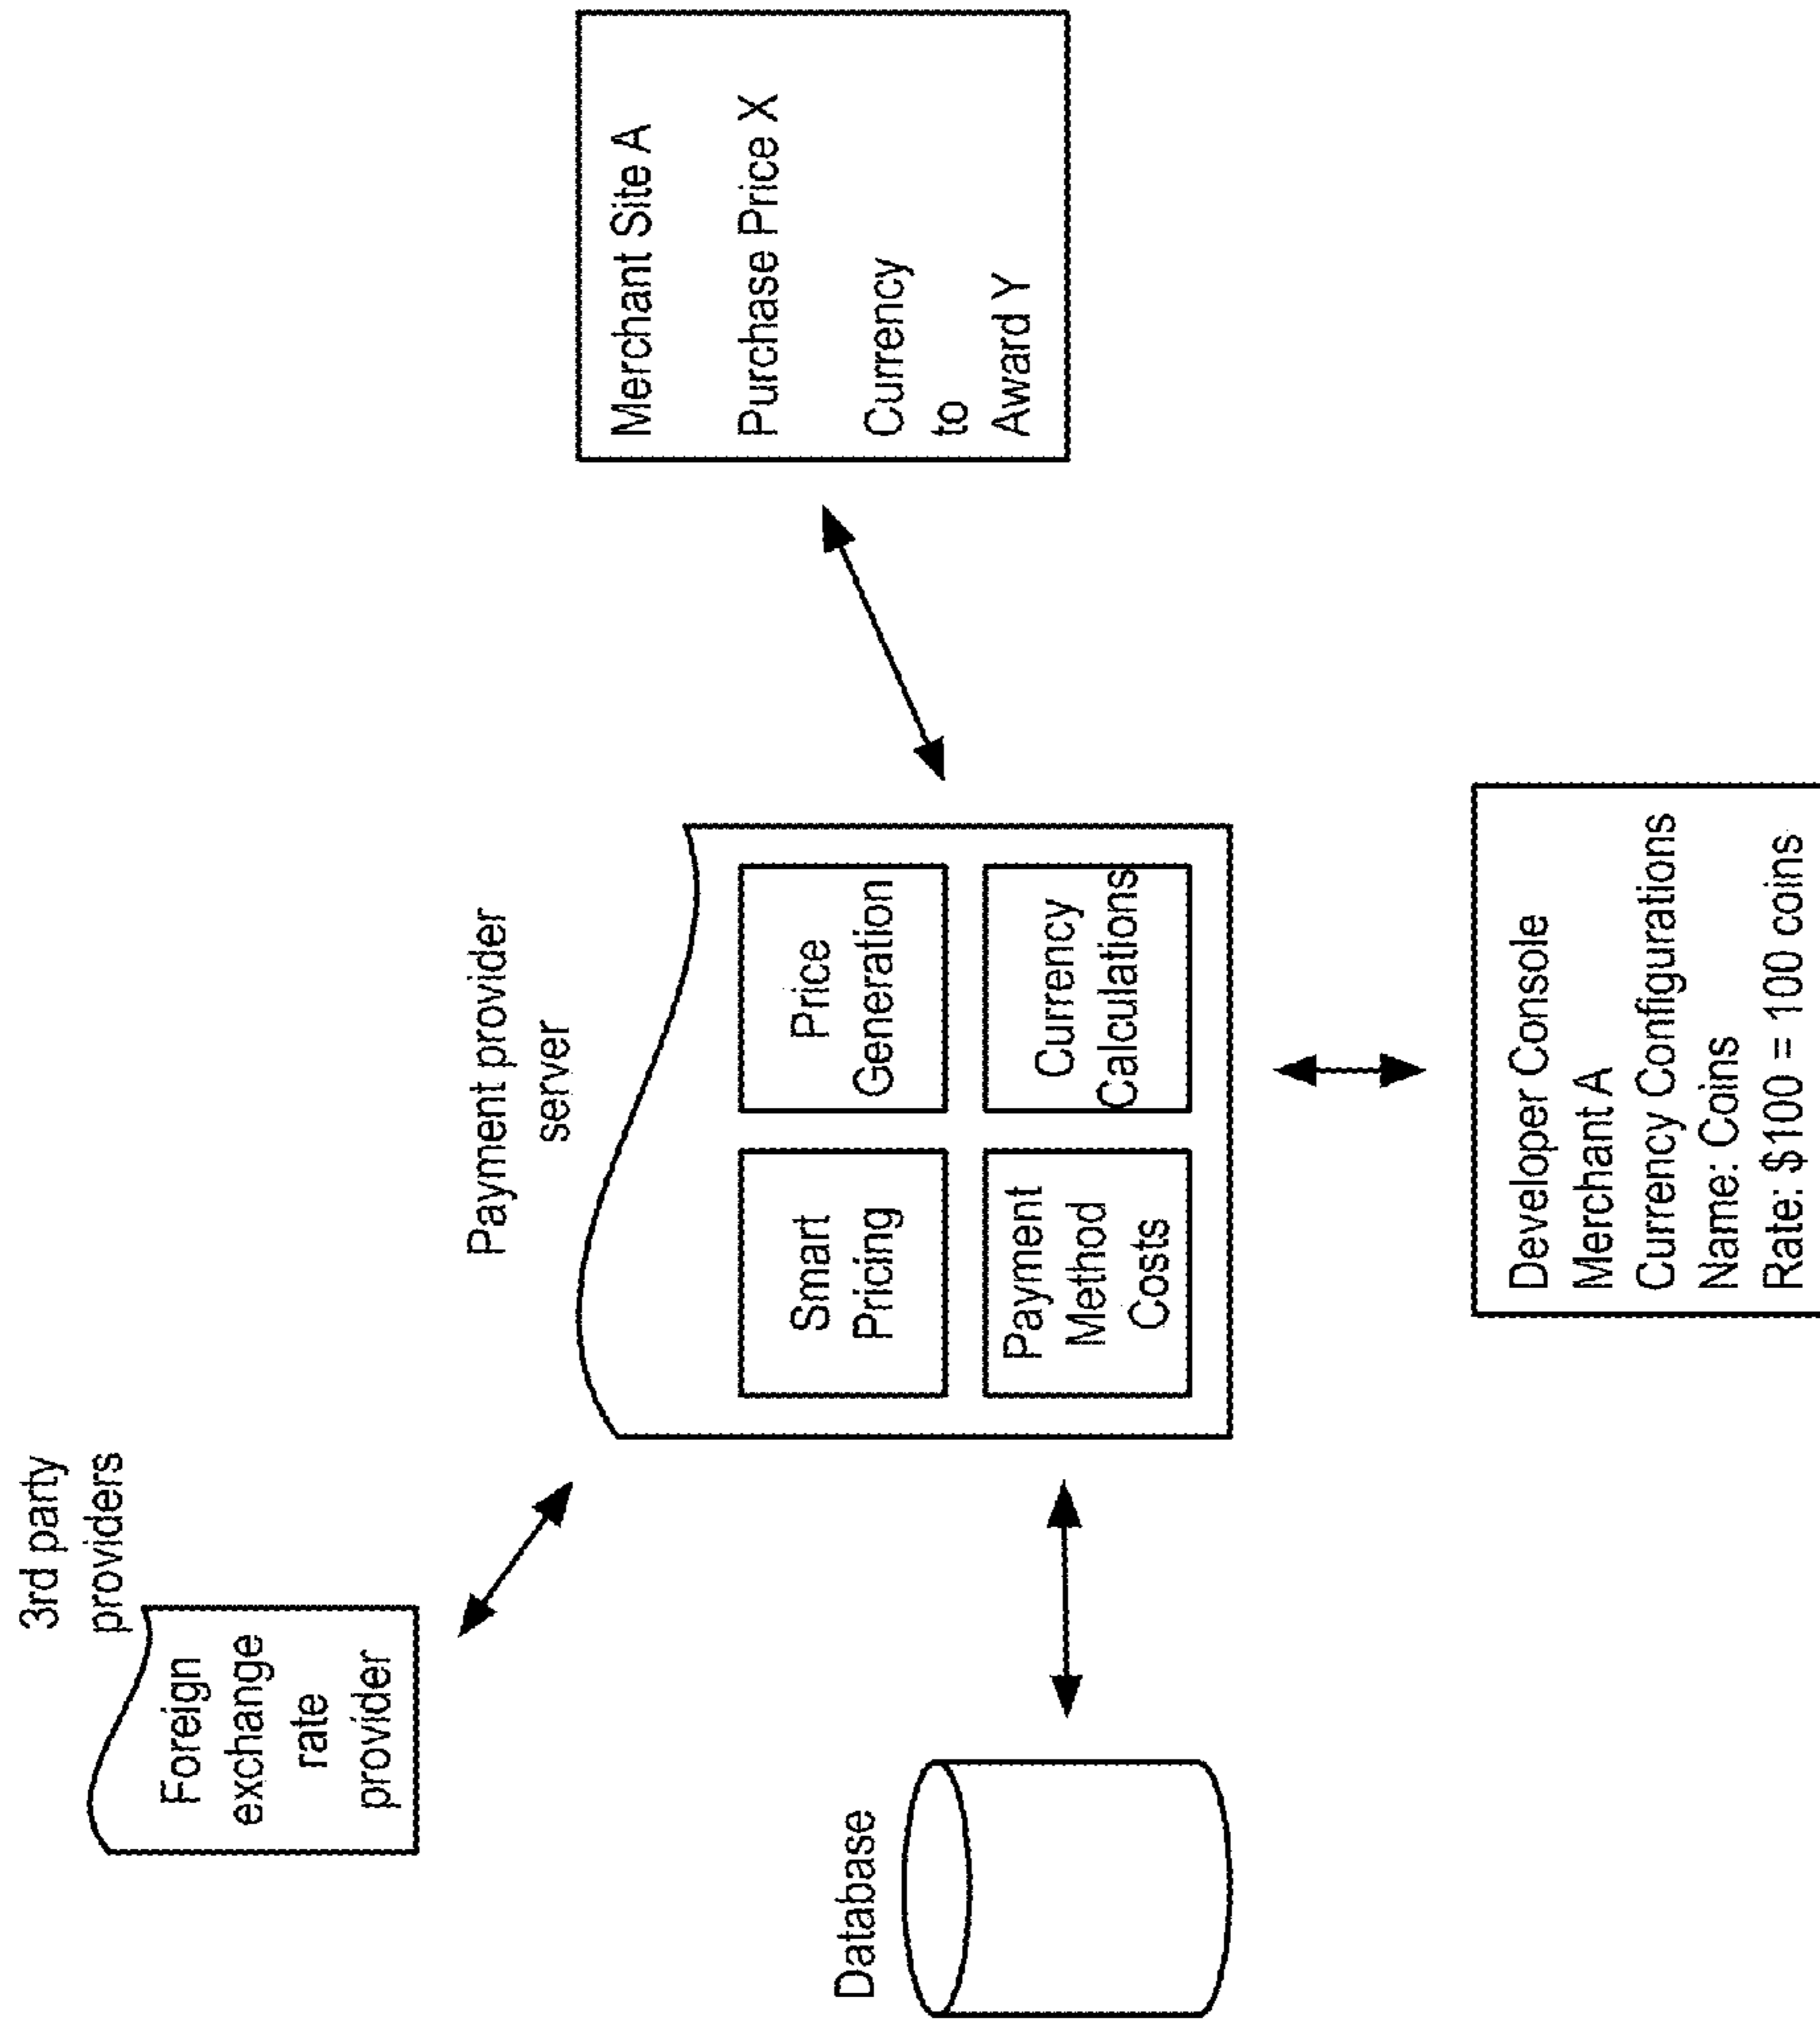 3rd party
providers
Foreign
exchange
rate
provider
Database
Payment provider
server
Smart
Pricing
Price
Generation
Payment
Method
Costs
Currency
Calculations
Merchant Site A
Purchase Price X
Currency
to
Award Y
Developer Console
Merchant A
Currency Configurations
Name: Coins
Rate: $100 = 100 coins